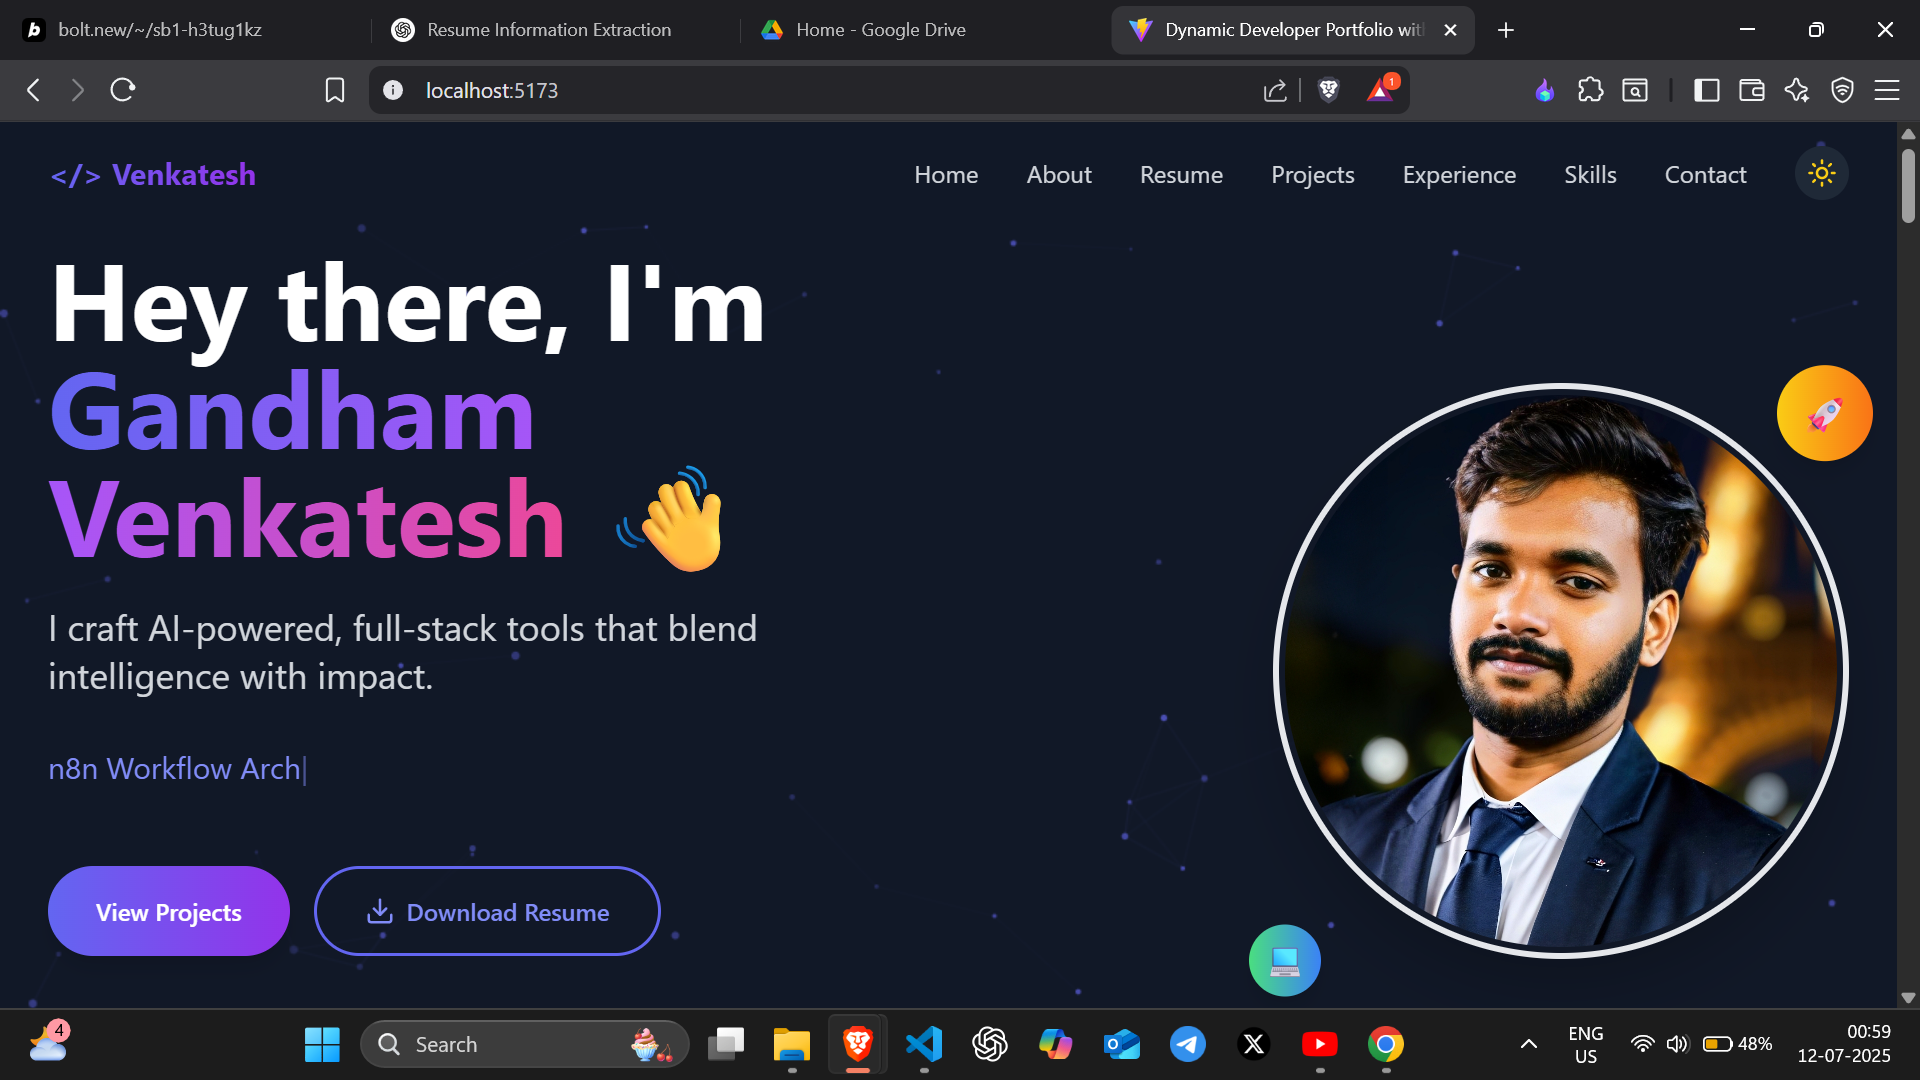 bolt.new/~/sb1-h3tug1kz
Resume Information Extraction
Home - Google Drive
Dynamic Developer Portfolio wit
localhost:5173
1
</> Venkatesh
Home
About
Resume
Projects
Experience
Skills
Contact
Hey there, I'm
Gandham
Venkatesh 👋
I craft AI-powered, full-stack tools that blend
intelligence with impact.
n8n Workflow Arch|
View Projects
Download Resume
4
Search
ENG
US
48%
00:59
12-07-2025